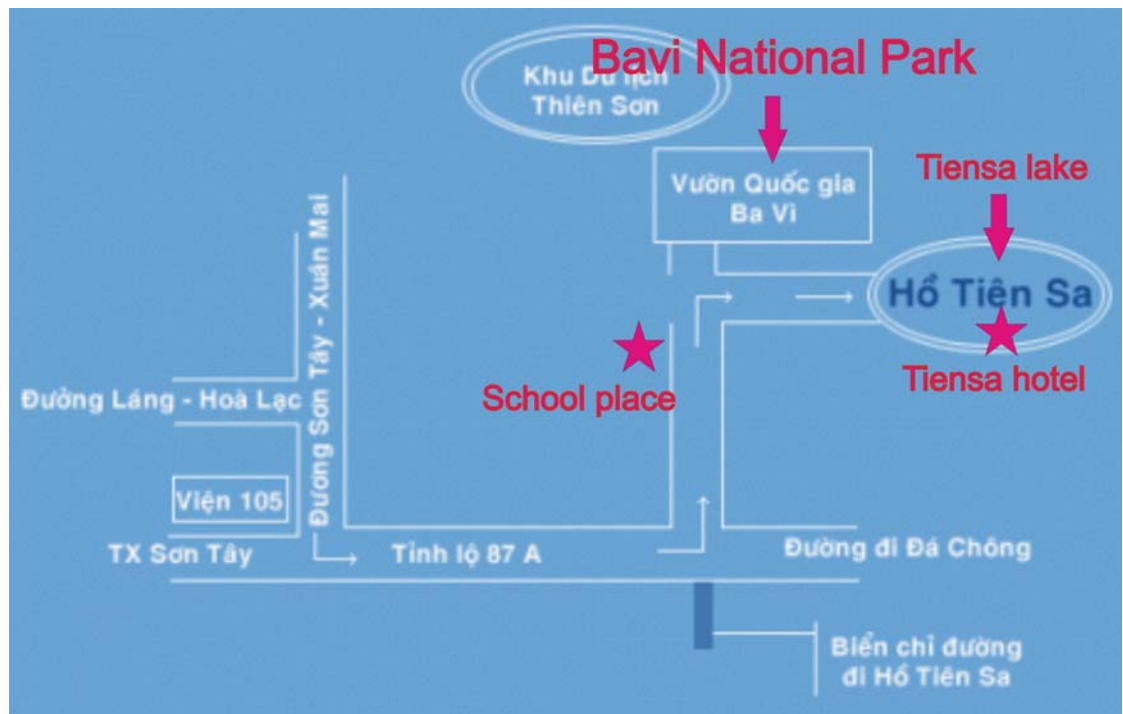 Bavi National Park
Khu Du lịch
Thiên Sơn
Vườn Quốc gia
Ba Vì
Tiensa lake
Hồ Tiên Sa
Tiensa hotel
School place
Đường Sơn Tây - Xuân Mai
Đường Láng - Hoà Lạc
Viện 105
TX Sơn Tây
Tỉnh lộ 87 A
Đường đi Đá Chông
Biển chỉ đường
đi Hồ Tiên Sa